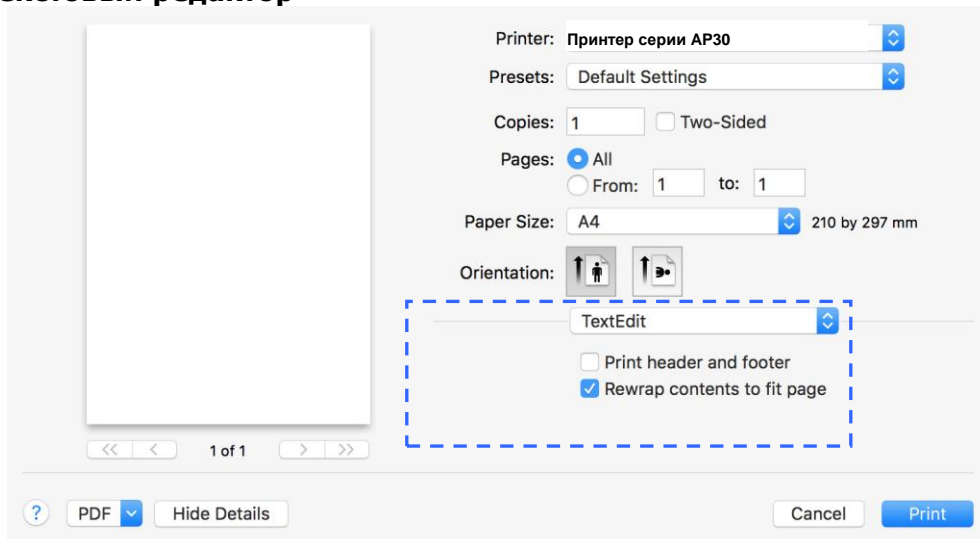 редактор
Printer: Принтер серии AP30
Presets: Default Settings
Copies: 1 Two-Sided
Pages: All
From: 1 to: 1
Paper Size: A4 210 by 297 mm
Orientation:
TextEdit
Print header and footer
Rewrap contents to fit page
<< < 1 of 1 > >>
? PDF Hide Details Cancel Print